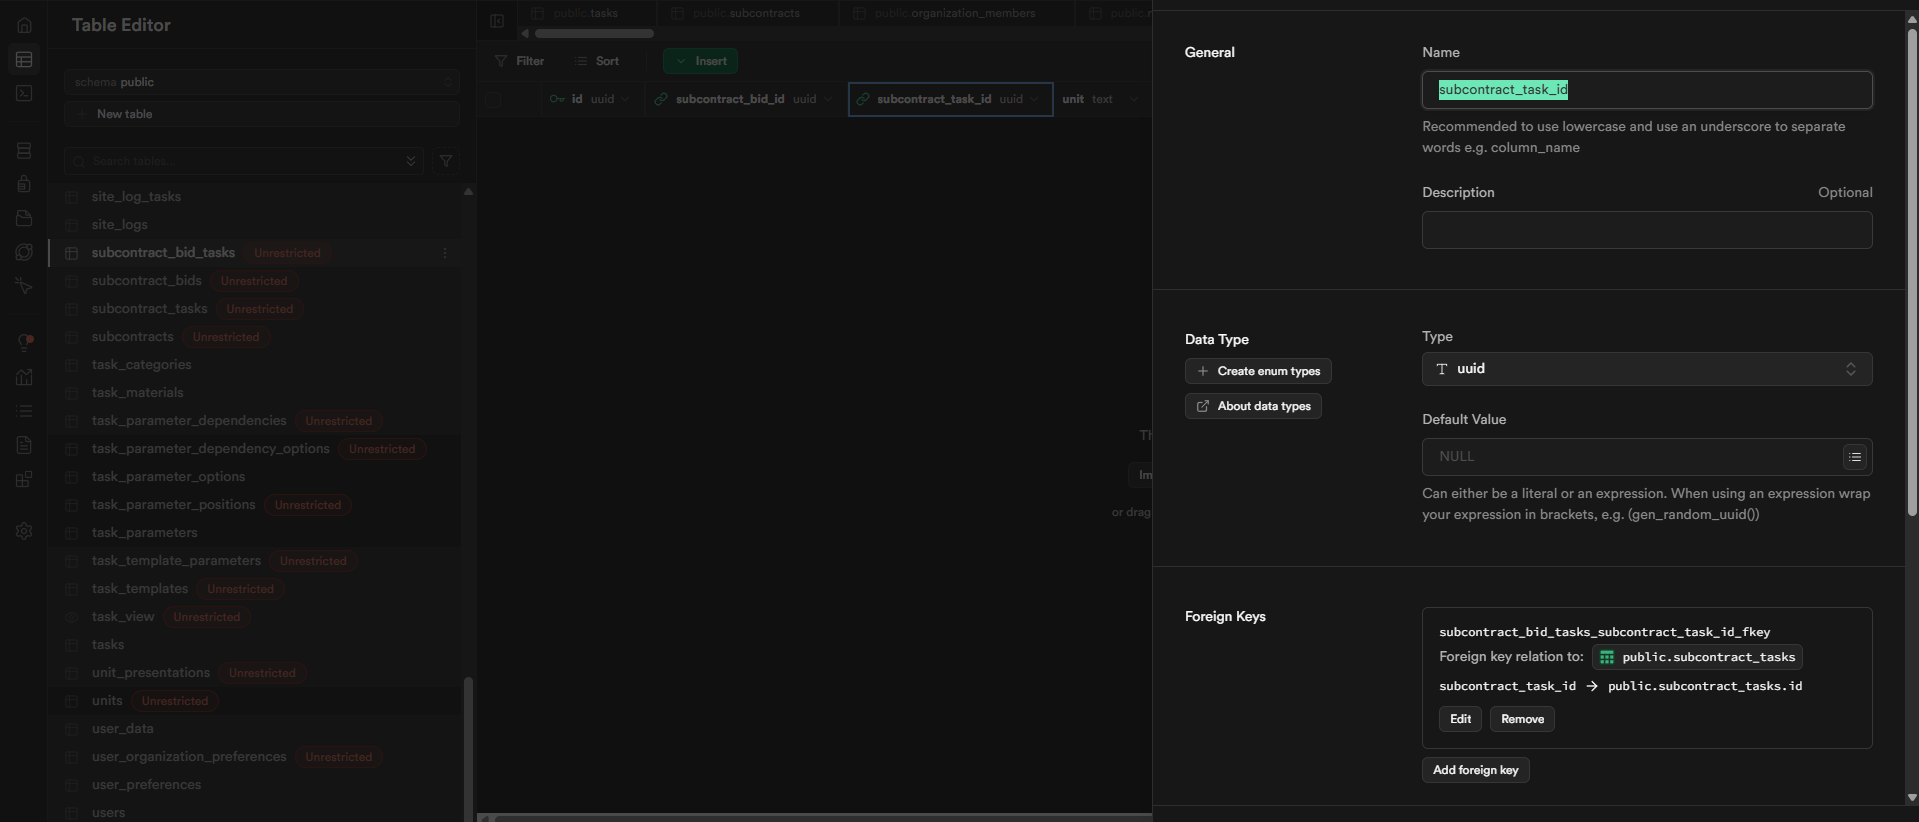 Table Editor
schema public
New table
Search tables...
site_log_tasks
site_logs
subcontract_bid_tasks Unrestricted
subcontract_bids Unrestricted
subcontract_tasks Unrestricted
subcontracts Unrestricted
task_categories
task_materials
task_parameter_dependencies Unrestricted
task_parameter_dependency_options Unrestricted
task_parameter_options
task_parameter_positions Unrestricted
task_parameters
task_template_parameters Unrestricted
task_templates Unrestricted
task_view Unrestricted
tasks
unit_presentations Unrestricted
units Unrestricted
user_data
user_organization_preferences Unrestricted
user_preferences
users
public.tasks public.subcontracts public.organization_members
Filter Sort Insert
id uuid subcontract_bid_id uuid subcontract_task_id uuid unit text
or drag
General
Name
subcontract_task_id
Recommended to use lowercase and use an underscore to separate
words e.g. column_name
Description Optional
Data Type
Create enum types
About data types
Type
uuid
Default Value
NULL
Can either be a literal or an expression. When using an expression wrap
your expression in brackets, e.g. (gen_random_uuid())
Foreign Keys
subcontract_bid_tasks_subcontract_task_id_fkey
Foreign key relation to: public.subcontract_tasks
subcontract_task_id → public.subcontract_tasks.id
Edit Remove
Add foreign key